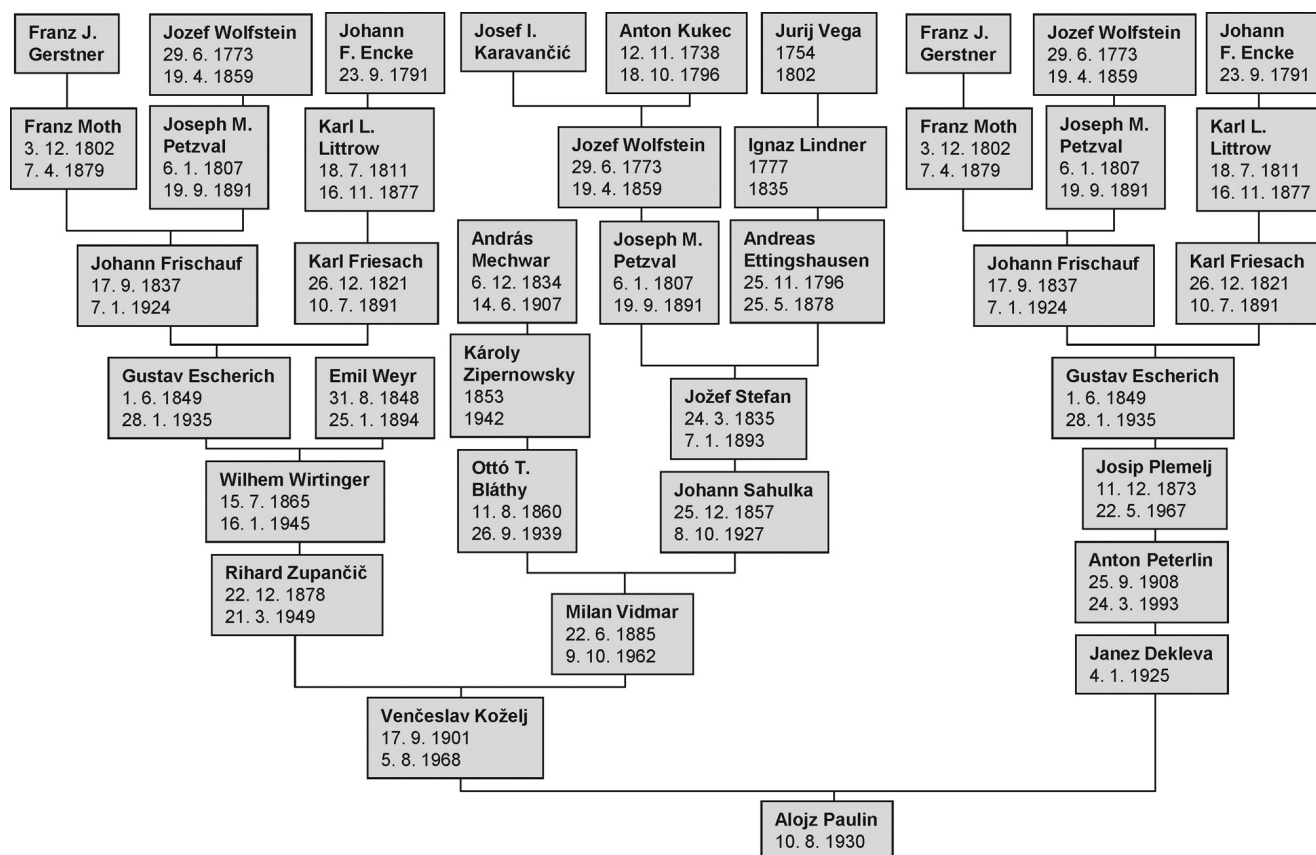 Franz J.
Gerstner
Jozef Wolfstein
29. 6. 1773
19. 4. 1859
Johann
F. Encke
23. 9. 1791
Josef I.
Karavančić
Anton Kukec
12. 11. 1738
18. 10. 1796
Jurij Vega
1754
1802
Franz J.
Gerstner
Jozef Wolfstein
29. 6. 1773
19. 4. 1859
Johann
F. Encke
23. 9. 1791
Franz Moth
3. 12. 1802
7. 4. 1879
Joseph M.
Petzval
6. 1. 1807
19. 9. 1891
Karl L.
Littrow
18. 7. 1811
16. 11. 1877
Jozef Wolfstein
29. 6. 1773
19. 4. 1859
Ignaz Lindner
1777
1835
Franz Moth
3. 12. 1802
7. 4. 1879
Joseph M.
Petzval
6. 1. 1807
19. 9. 1891
Karl L.
Littrow
18. 7. 1811
16. 11. 1877
Johann Frischauf
17. 9. 1837
7. 1. 1924
Karl Friesach
26. 12. 1821
10. 7. 1891
András
Mechwar
6. 12. 1834
14. 6. 1907
Joseph M.
Petzval
6. 1. 1807
19. 9. 1891
Andreas
Ettingshausen
25. 11. 1796
25. 5. 1878
Johann Frischauf
17. 9. 1837
7. 1. 1924
Karl Friesach
26. 12. 1821
10. 7. 1891
Gustav Escherich
1. 6. 1849
28. 1. 1935
Emil Weyr
31. 8. 1848
25. 1. 1894
Károly
Zipernowsky
1853
1942
Jožef Stefan
24. 3. 1835
7. 1. 1893
Gustav Escherich
1. 6. 1849
28. 1. 1935
Wilhem Wirtinger
15. 7. 1865
16. 1. 1945
Ottó T.
Bláthy
11. 8. 1860
26. 9. 1939
Johann Sahulka
25. 12. 1857
8. 10. 1927
Josip Plemelj
11. 12. 1873
22. 5. 1967
Rihard Zupančič
22. 12. 1878
21. 3. 1949
Milan Vidmar
22. 6. 1885
9. 10. 1962
Anton Peterlin
25. 9. 1908
24. 3. 1993
Janez Dekleva
4. 1. 1925
Venčeslav Koželj
17. 9. 1901
5. 8. 1968
Alojz Paulin
10. 8. 1930